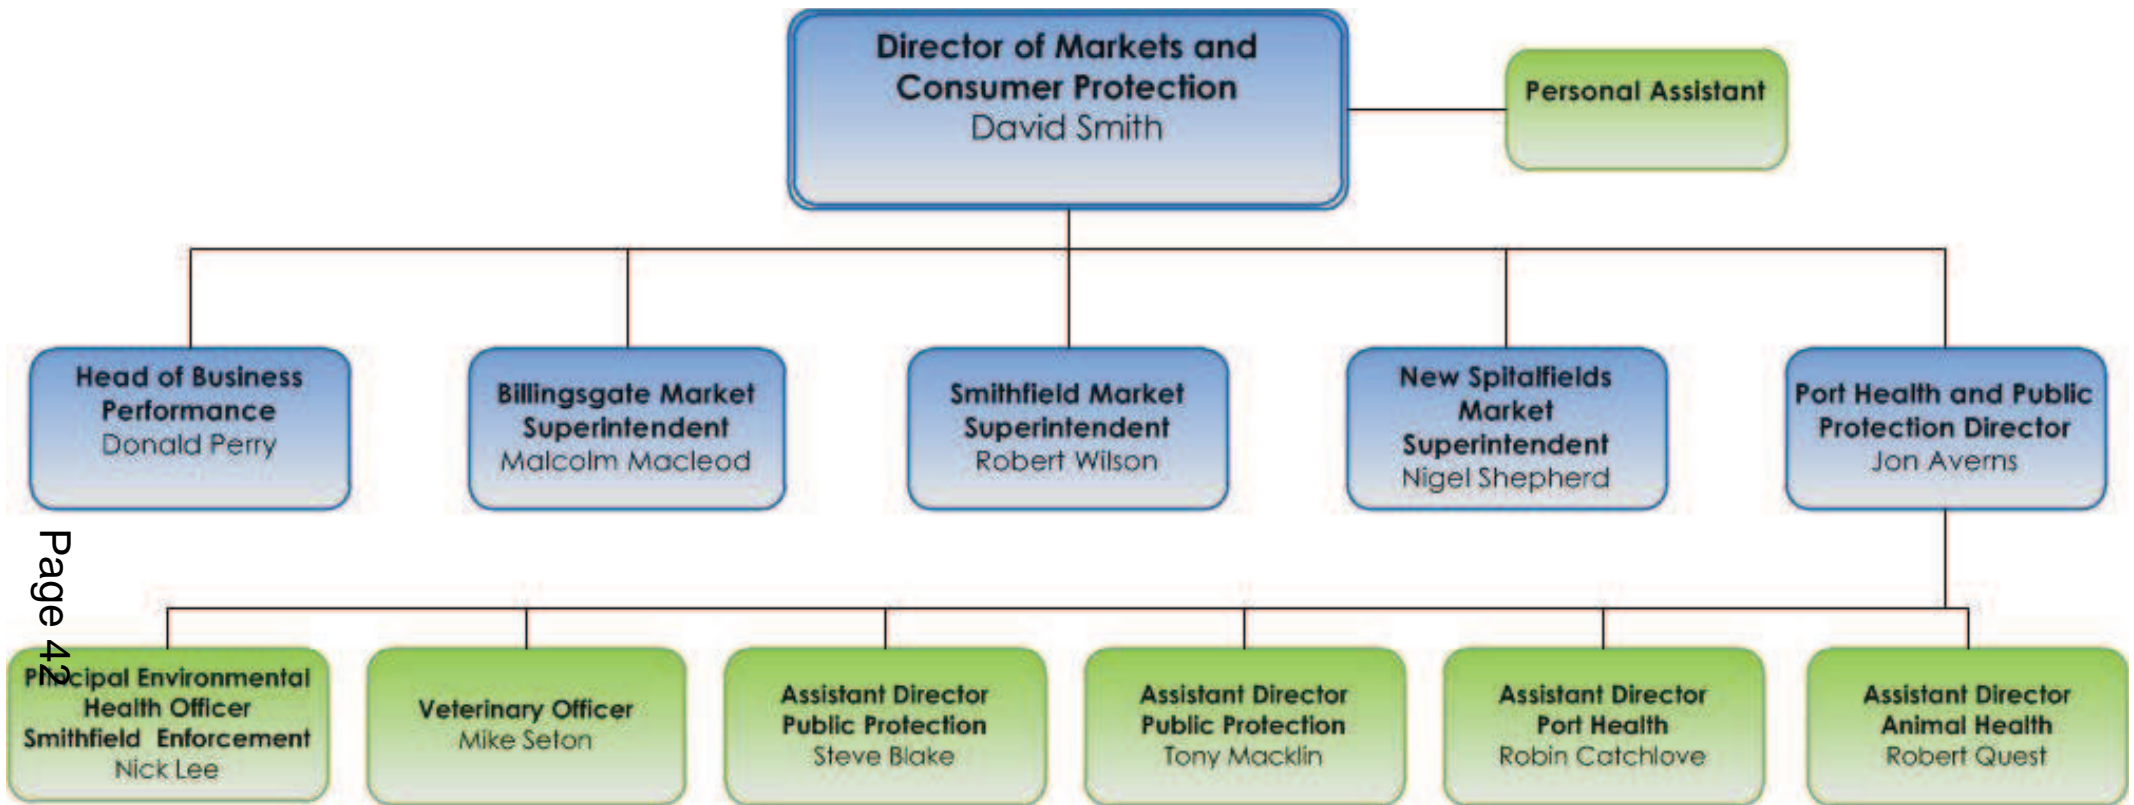 Director of Markets and
Consumer Protection
David Smith
Personal Assistant
Head of Business
Performance
Donald Perry
Billingsgate Market
Superintendent
Malcolm Macleod
Smithfield Market
Superintendent
Robert Wilson
New Spitalfields
Market
Superintendent
Nigel Shepherd
Port Health and Public
Protection Director
Jon Averns
Page 42
Principal Environmental
Health Officer
Smithfield Enforcement
Nick Lee
Veterinary Officer
Mike Seton
Assistant Director
Public Protection
Steve Blake
Assistant Director
Public Protection
Tony Macklin
Assistant Director
Port Health
Robin Catchlove
Assistant Director
Animal Health
Robert Quest